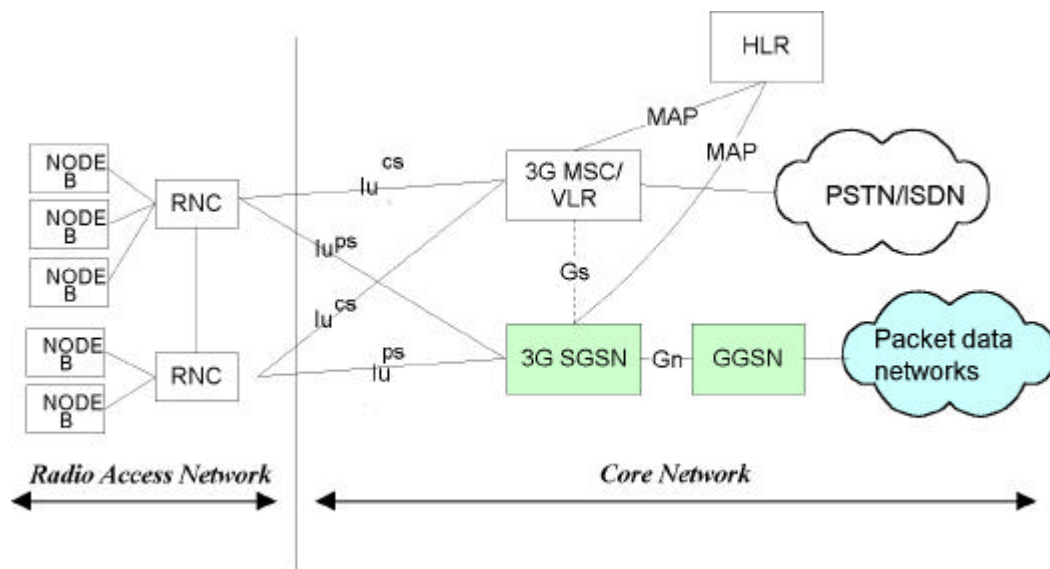 HLR
MAP
MAP
NODE
B
NODE
B
NODE
B
RNC
Iu cs
3G MSC/
VLR
PSTN/ISDN
Iu ps
Gs
Iu cs
NODE
B
NODE
B
RNC
Iu ps
3G SGSN
Gn
GGSN
Packet data
networks
Radio Access Network
Core Network